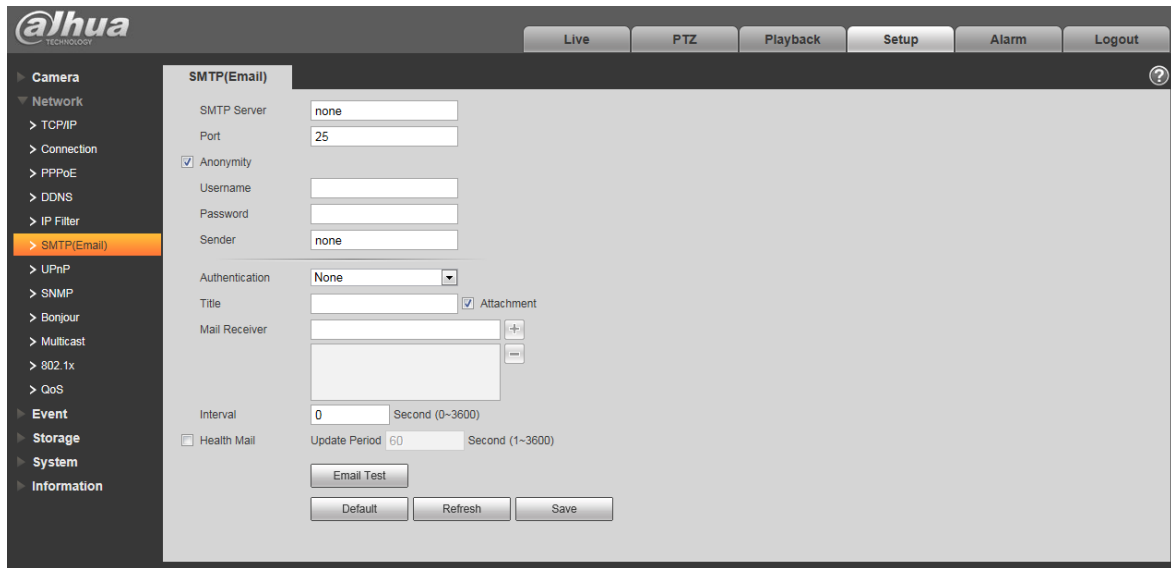 alhua
TECHNOLOGY
Live PTZ Playback Setup Alarm Logout
Camera
Network
> TCP/IP
> Connection
> PPPoE
> DDNS
> IP Filter
> SMTP(Email)
> UPnP
> SNMP
> Bonjour
> Multicast
> 802.1x
> QoS
Event
Storage
System
Information
SMTP(Email) ?
SMTP Server none
Port 25
Anonymity
Username
Password
Sender none
Authentication None
Title Attachment
Mail Receiver
Interval 0 Second (0~3600)
Health Mail Update Period 60 Second (1~3600)
Email Test
Default Refresh Save